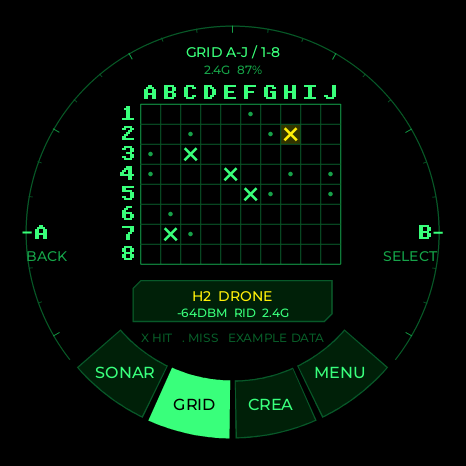 GRID A-J / 1-8
2.4G 87%
A B C D E F G H I J
1
2
3
4
5
6
7
8
-A
BACK
B-
SELECT
H2 DRONE
-64DBM RID 2.4G
X HIT . MISS EXAMPLE DATA
SONAR
GRID
CREA
MENU